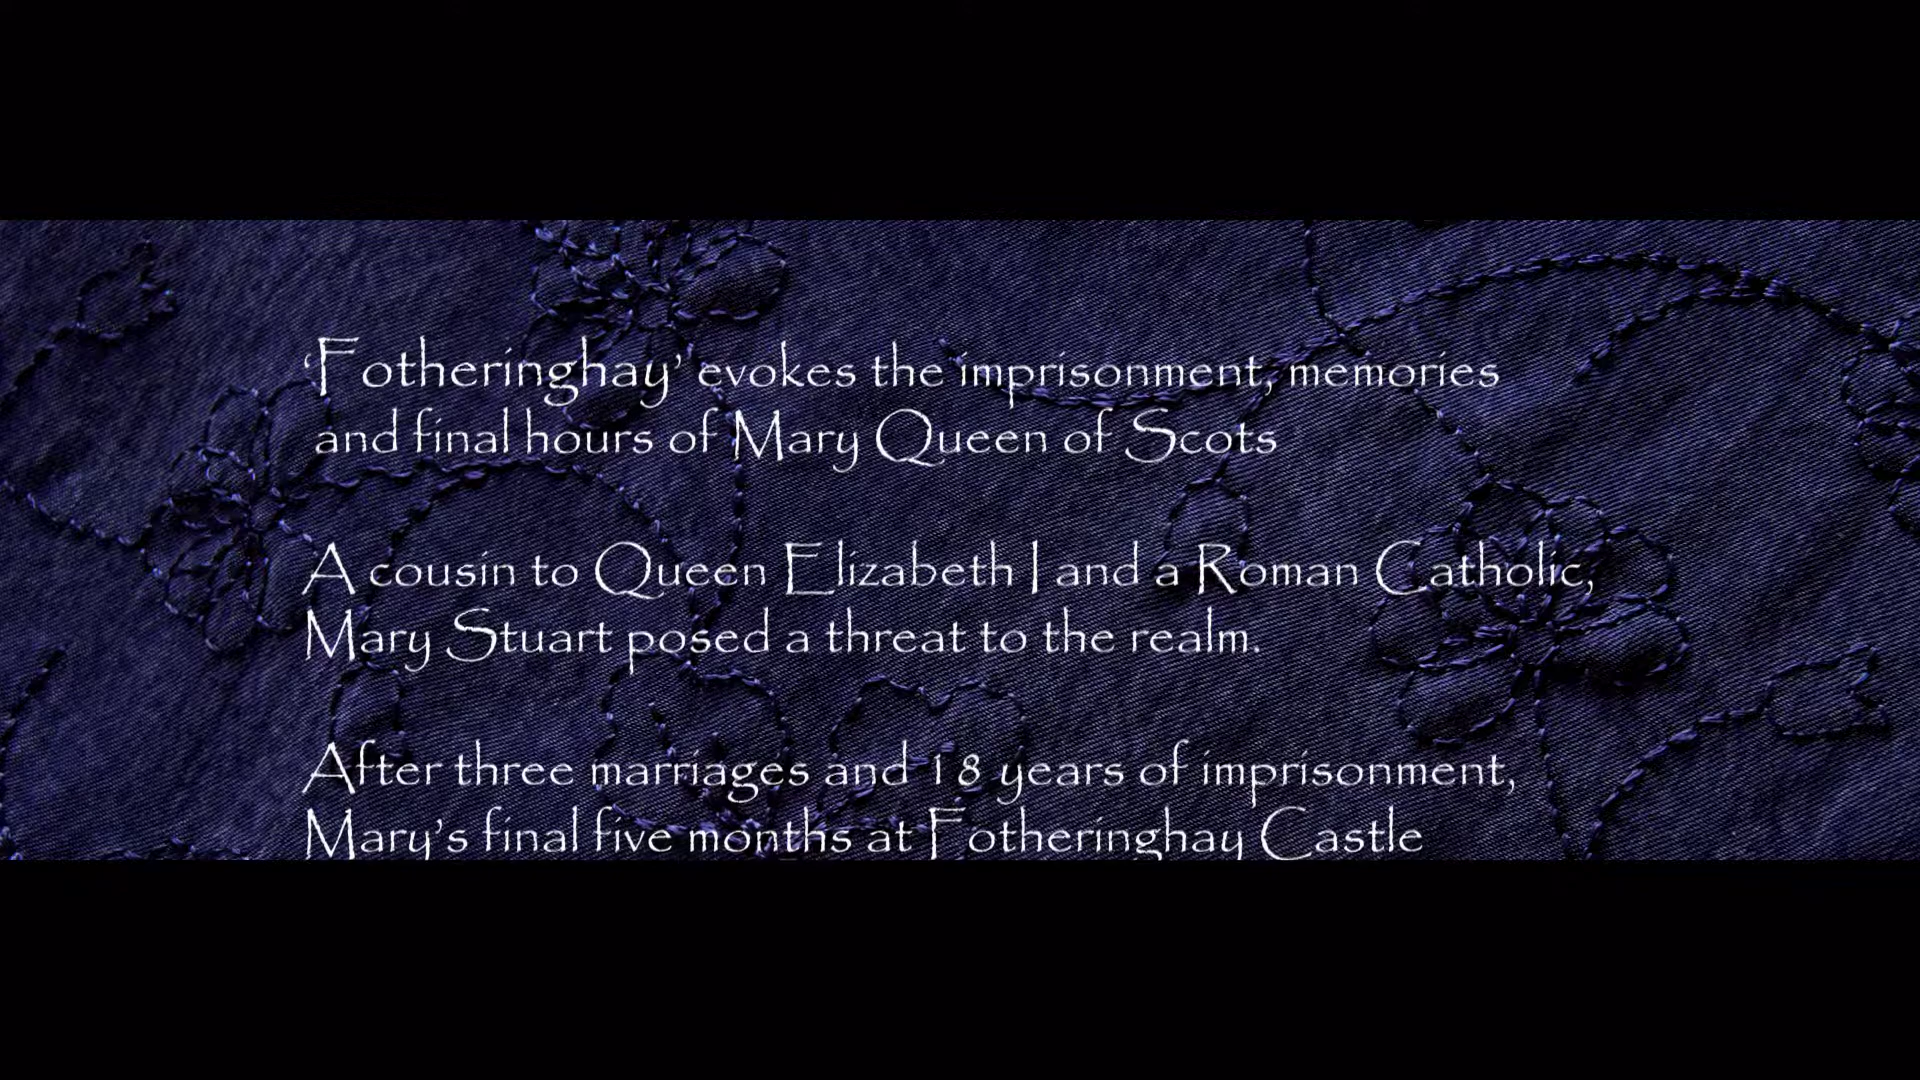 ‘Fotheringhay’ evokes the imprisonment, memories
and final hours of Mary Queen of Scots
A cousin to Queen Elizabeth I and a Roman Catholic,
Mary Stuart posed a threat to the realm.
After three marriages and 18 years of imprisonment,
Mary’s final five months at Fotheringhay Castle